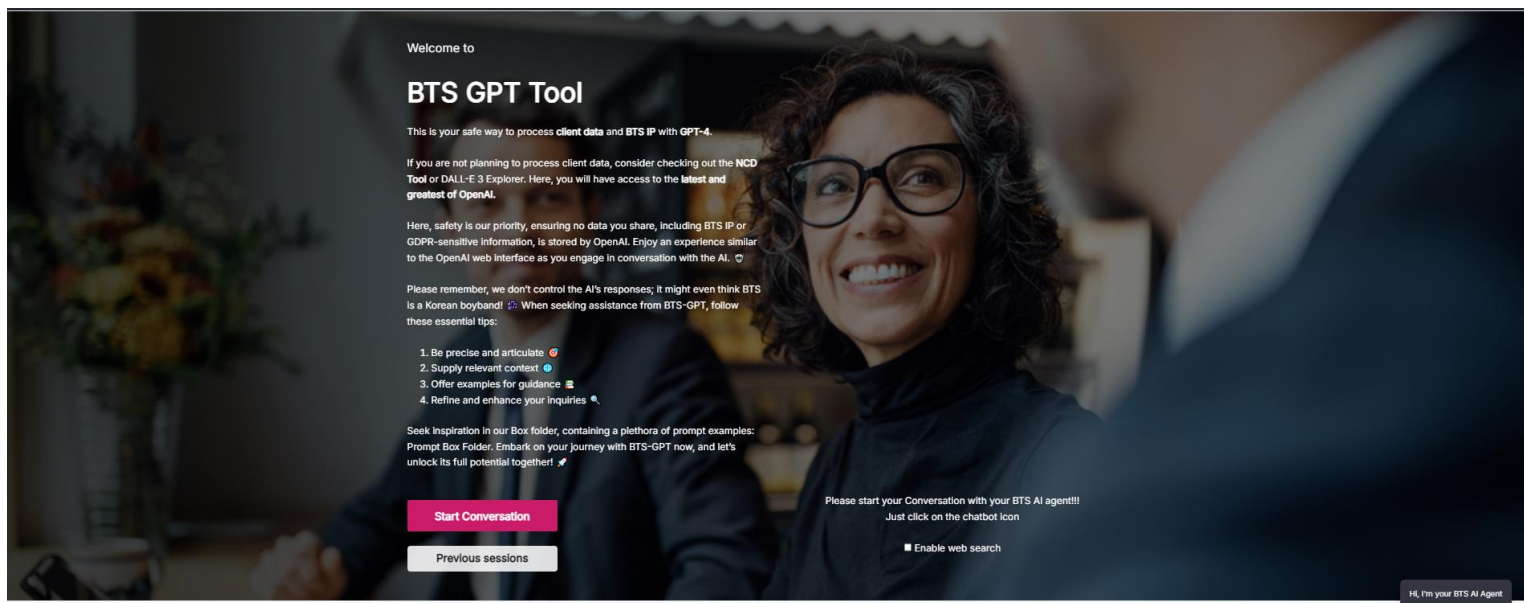 Welcome to
BTS GPT Tool
This is your safe way to process client data and BTS IP with GPT-4.
If you are not planning to process client data, consider checking out the NCD
Tool or DALL-E 3 Explorer. Here, you will have access to the latest and
greatest of OpenAI.
Here, safety is our priority, ensuring no data you share, including BTS IP or
GDPR-sensitive information, is stored by OpenAI. Enjoy an experience similar
to the OpenAI web interface as you engage in conversation with the AI.
Please remember, we don't control the AI's responses; it might even think BTS
is a Korean boyband! When seeking assistance from BTS-GPT, follow
these essential tips:
1. Be precise and articulate
2. Supply relevant context
3. Offer examples for guidance
4. Refine and enhance your inquiries
Seek inspiration in our Box folder, containing a plethora of prompt examples:
Prompt Box Folder. Embark on your journey with BTS-GPT now, and let's
unlock its full potential together!
Start Conversation
Previous sessions
Please start your Conversation with your BTS AI agent!!!
Just click on the chatbot icon
Enable web search
Hi, I'm your BTS AI Agent